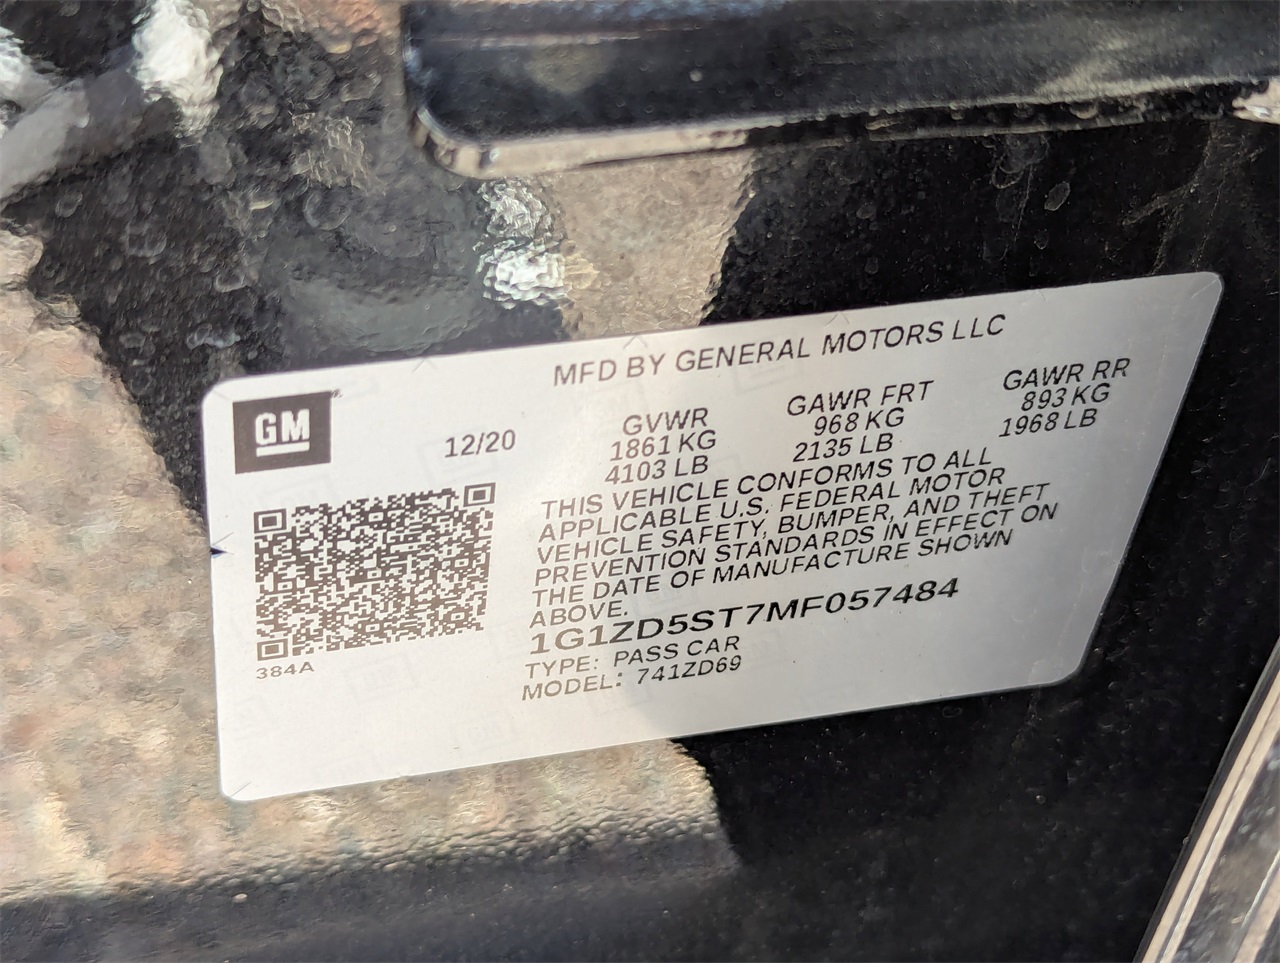 MFD BY GENERAL MOTORS LLC
GM
12/20
GVWR
1861 KG
4103 LB
GAWR FRT
968 KG
2135 LB
GAWR RR
893 KG
1968 LB
THIS VEHICLE CONFORMS TO ALL
APPLICABLE U.S. FEDERAL MOTOR
VEHICLE SAFETY, BUMPER, AND THEFT
PREVENTION STANDARDS IN EFFECT ON
THE DATE OF MANUFACTURE SHOWN
ABOVE.
1G1ZD5ST7MF057484
TYPE: PASS CAR
MODEL: 741ZD69
384A